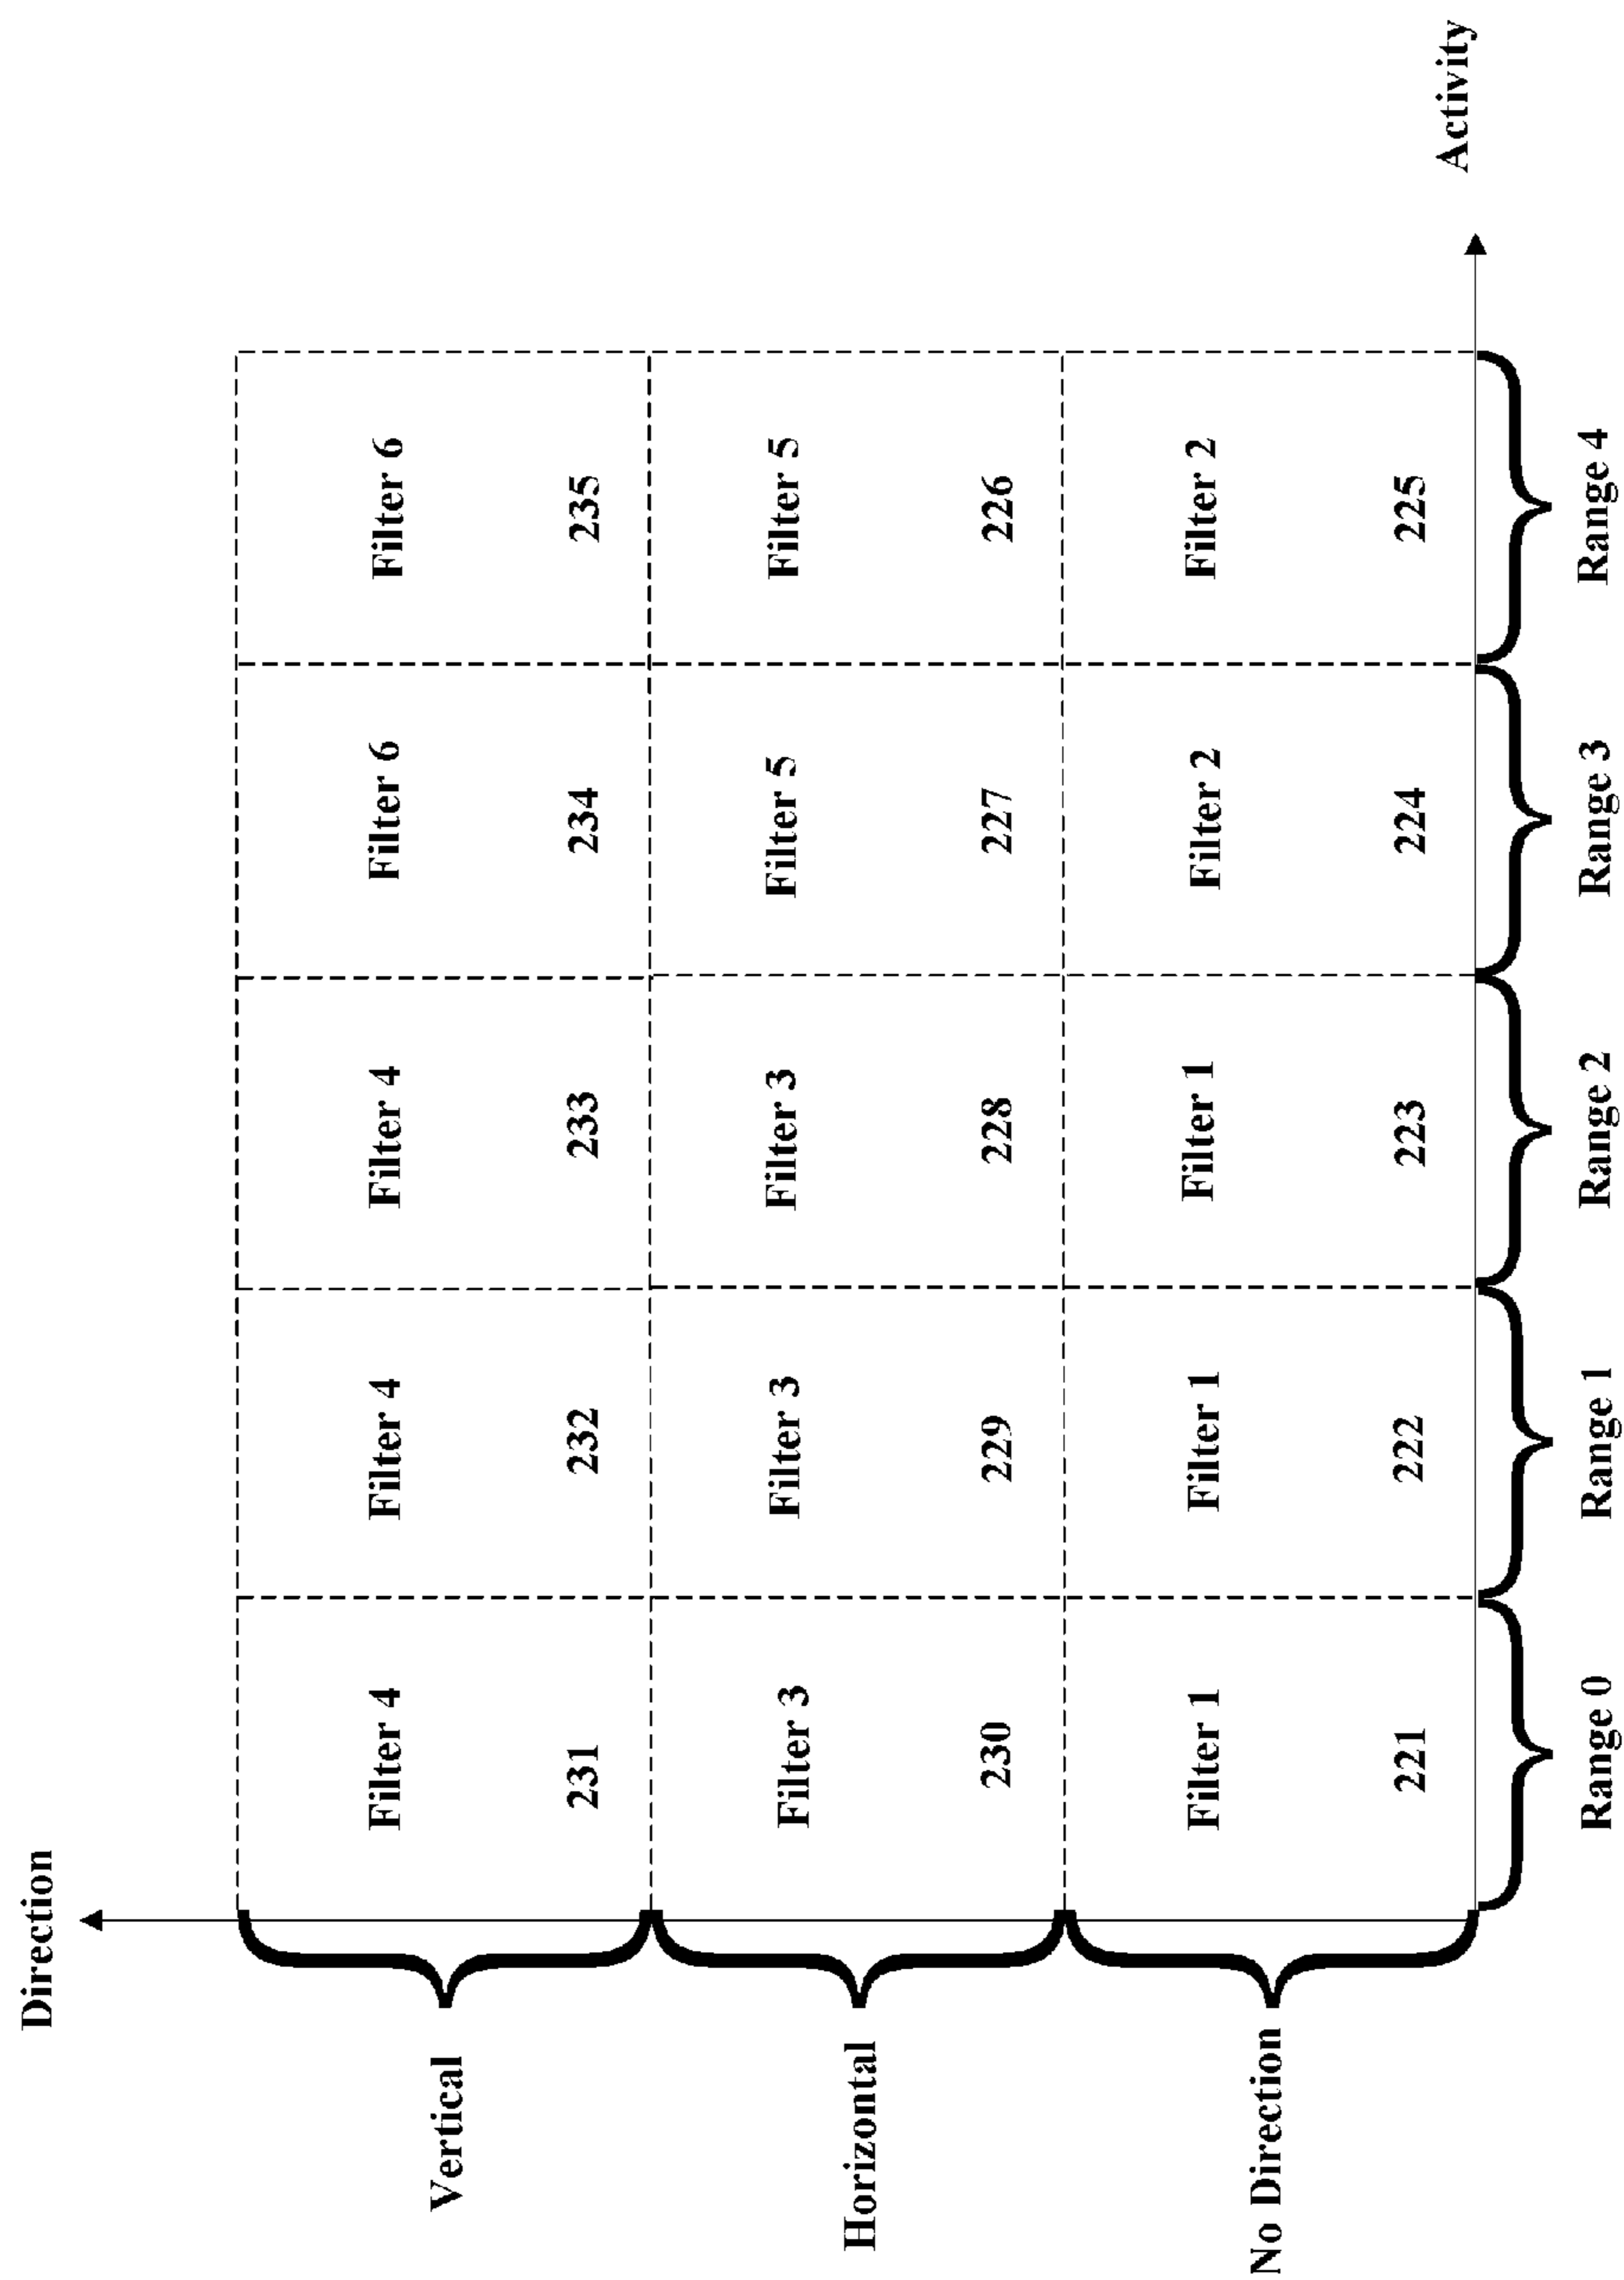 Direction
Vertical
Filter 4
Filter 4
Filter 4
Filter 6
Filter 6
231
232
233
234
235
Horizontal
Filter 3
Filter 3
Filter 3
Filter 5
Filter 5
230
229
228
227
226
No Direction
Filter 1
Filter 1
Filter 1
Filter 2
Filter 2
221
222
223
224
225
Activity
Range 0
Range 1
Range 2
Range 3
Range 4